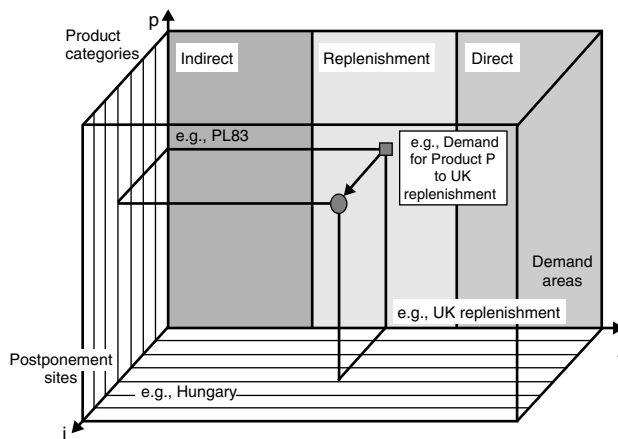 p
Product
categories
Indirect
Replenishment
Direct
e.g., PL83
e.g., Demand
for Product P
to UK
replenishment
Demand
areas
e.g., UK replenishment
Postponement
sites
e.g., Hungary
i